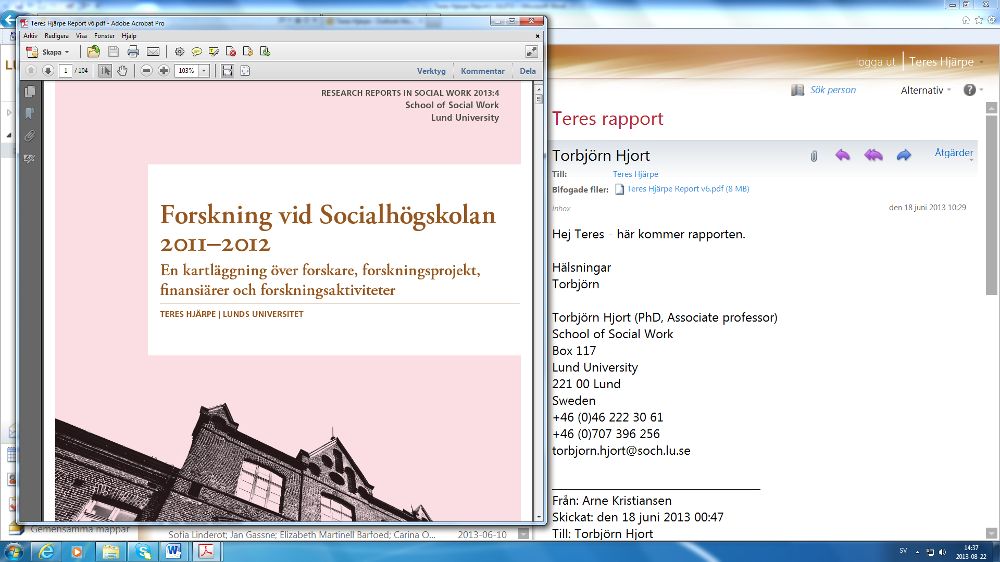 Teres Hjärpe Report v6.pdf - Adobe Acrobat Pro
Arkiv Redigera Visa Fönster Hjälp
Skapa
1 / 104 103% Verktyg Kommentar Dela
RESEARCH REPORTS IN SOCIAL WORK 2013:4
School of Social Work
Lund University
Forskning vid Socialhögskolan
2011–2012
En kartläggning över forskare, forskningsprojekt,
finansiärer och forskningsaktiviteter
TERES HJÄRPE | LUNDS UNIVERSITET
Gemensamma mappar
Sofia Linderot; Jan Gassne; Elizabeth Martinell Barfoed; Carina O... 2013-06-10
logga ut Teres Hjärpe
Sök person Alternativ
Teres rapport
Torbjörn Hjort Åtgärder
Till: Teres Hjärpe
Bifogade filer: Teres Hjärpe Report v6.pdf (8 MB)
Inbox den 18 juni 2013 10:29
Hej Teres - här kommer rapporten.
Hälsningar
Torbjörn
Torbjörn Hjort (PhD, Associate professor)
School of Social Work
Box 117
Lund University
221 00 Lund
Sweden
+46 (0)46 222 30 61
+46 (0)707 396 256
torbjorn.hjort@soch.lu.se
Från: Arne Kristiansen
Skickat: den 18 juni 2013 00:47
Till: Torbjörn Hjort
SV 14:37
2013-08-22